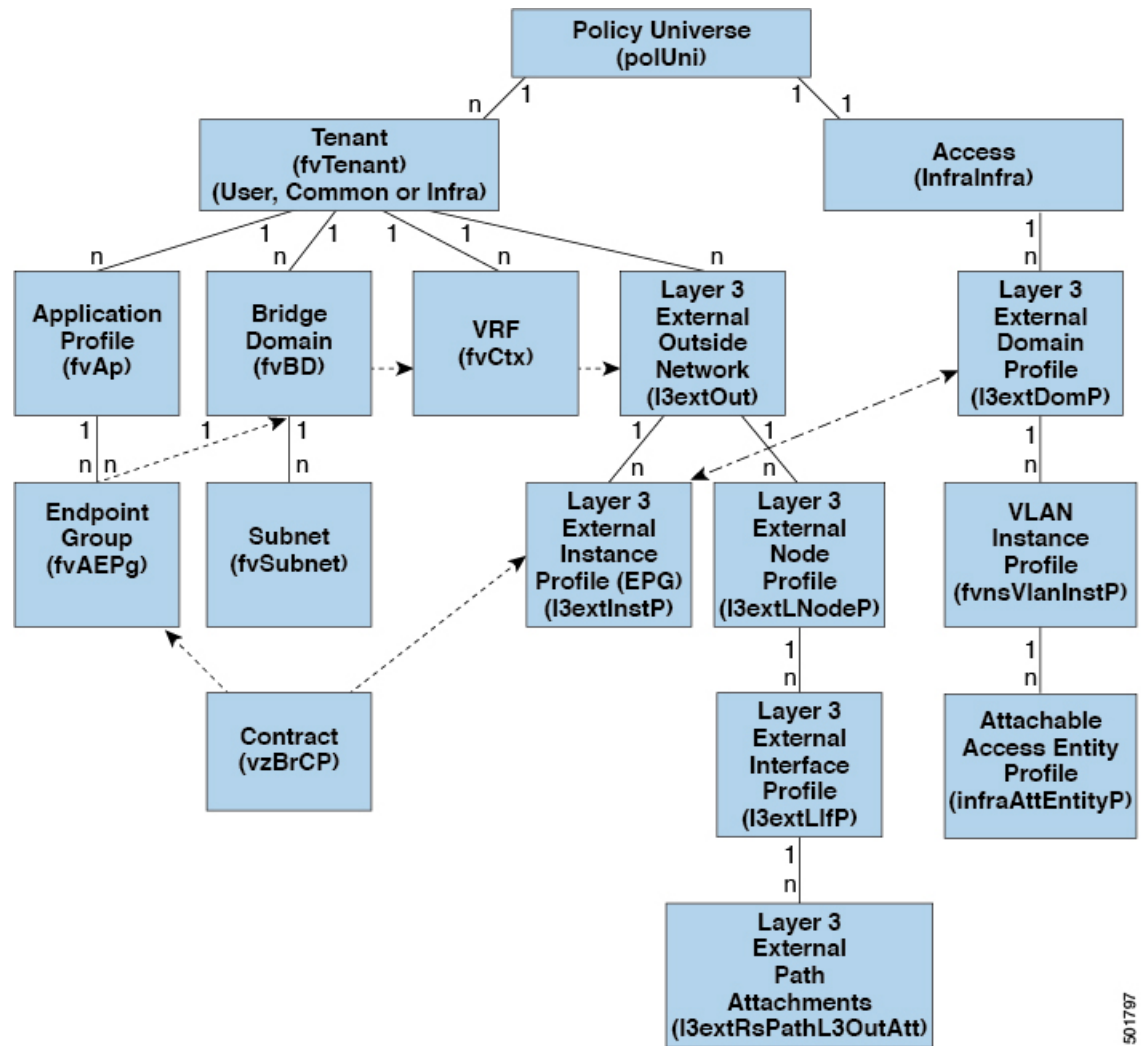 Policy Universe
(polUni)
n
1
1
1
Tenant
(fvTenant)
(User, Common or Infra)
Access
(InfraInfra)
1
1
1
1
1
n
n
n
n
n
Application
Profile
(fvAp)
Bridge
Domain
(fvBD)
VRF
(fvCtx)
Layer 3
External
Outside
Network
(l3extOut)
Layer 3
External
Domain
Profile
(l3extDomP)
1
1
1
1
1
1
n
n
n
n
n
n
Endpoint
Group
(fvAEPg)
Subnet
(fvSubnet)
Layer 3
External
Instance
Profile (EPG)
(l3extInstP)
Layer 3
External
Node
Profile
(l3extLNodeP)
VLAN
Instance
Profile
(fvnsVlanInstP)
1
n
1
n
Contract
(vzBrCP)
Layer 3
External
Interface
Profile
(l3extLIfP)
Attachable
Access Entity
Profile
(infraAttEntityP)
1
n
Layer 3
External
Path
Attachments
(l3extRsPathL3OutAtt)
501797